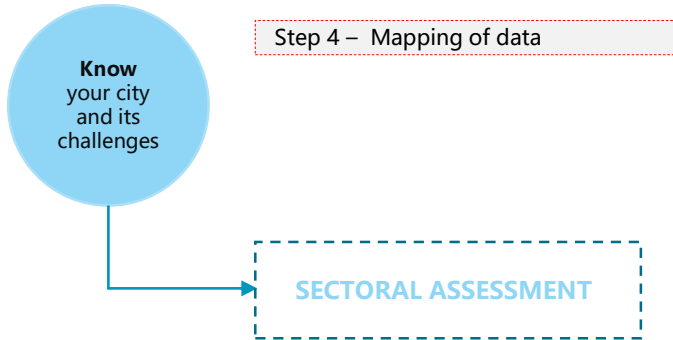 Step 4 – Mapping of data
Know
your city
and its
challenges
SECTORAL ASSESSMENT